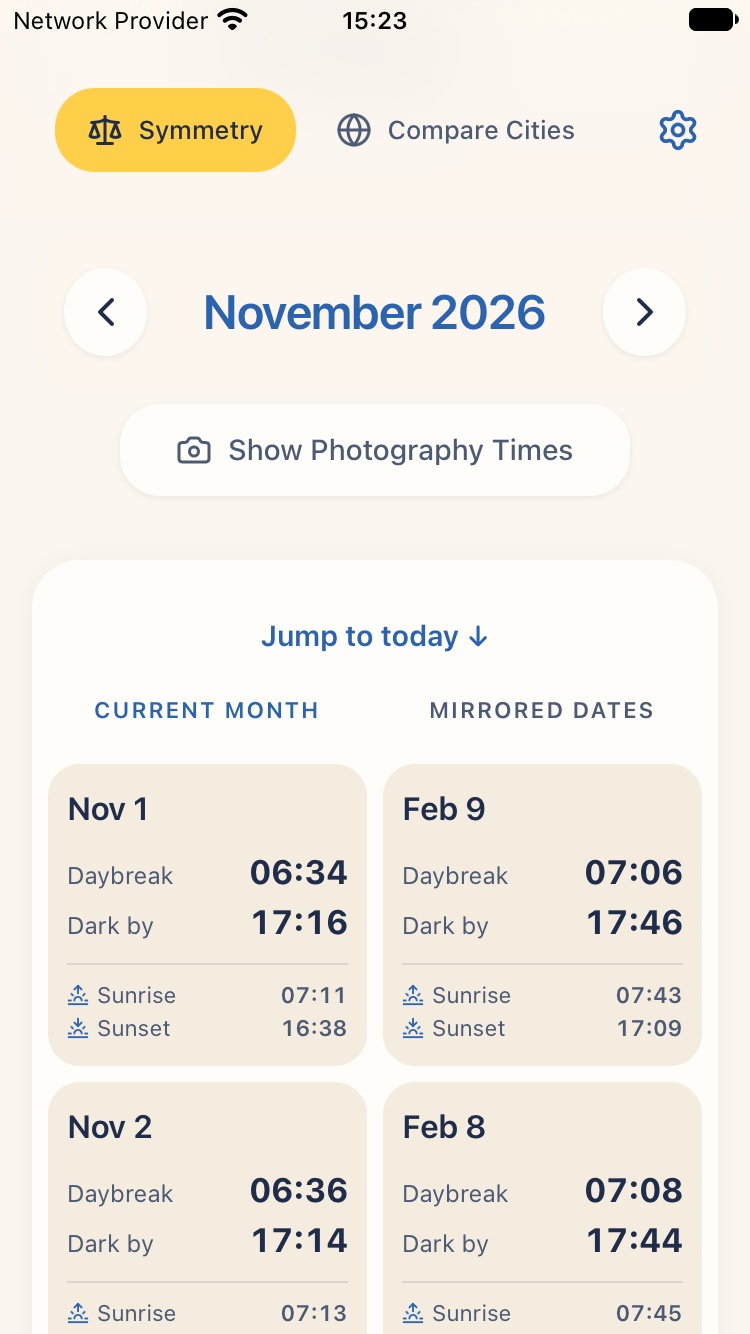 Network Provider 15:23
Symmetry Compare Cities
November 2026
Show Photography Times
Jump to today ↓
CURRENT MONTH MIRRORED DATES
Nov 1 Feb 9
Daybreak 06:34 Daybreak 07:06
Dark by 17:16 Dark by 17:46
Sunrise 07:11 Sunrise 07:43
Sunset 16:38 Sunset 17:09
Nov 2 Feb 8
Daybreak 06:36 Daybreak 07:08
Dark by 17:14 Dark by 17:44
Sunrise 07:13 Sunrise 07:45